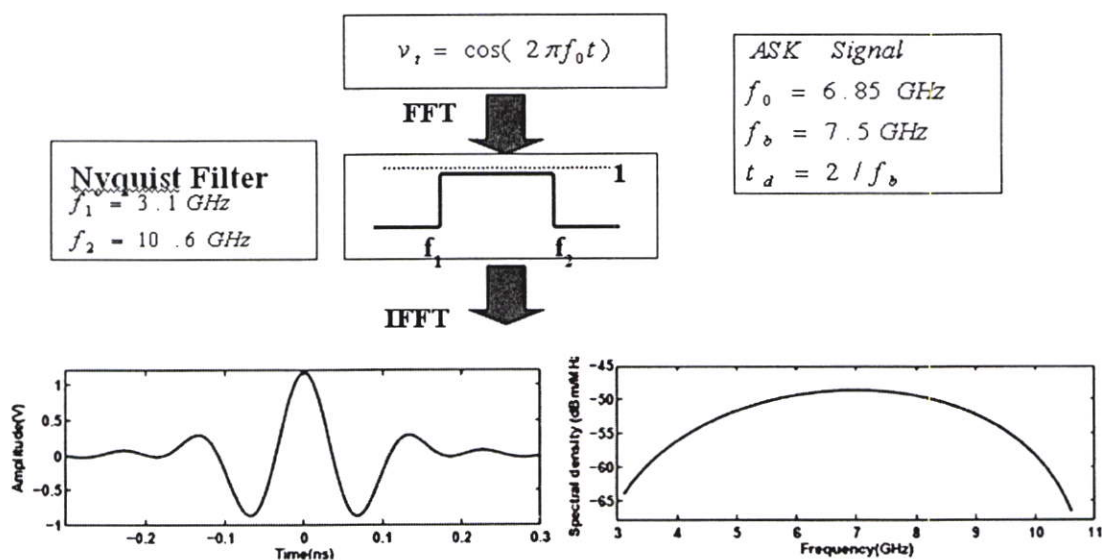 v_t = cos( 2πf_0t)
ASK Signal
f_0 = 6.85 GHz
f_b = 7.5 GHz
t_d = 2 / f_b
FFT
Nyquist Filter
f_1 = 3.1 GHz
f_2 = 10.6 GHz
1
f_1 f_2
IFFT
Amplitude(V)
1
0.5
0
-0.5
-1
-0.2 -0.1 0 0.1 0.2 0.3
Time(ns)
Spectral density (dBm/MHz
-45
-50
-55
-60
-65
3 4 5 6 7 8 9 10 11
Frequency(GHz)